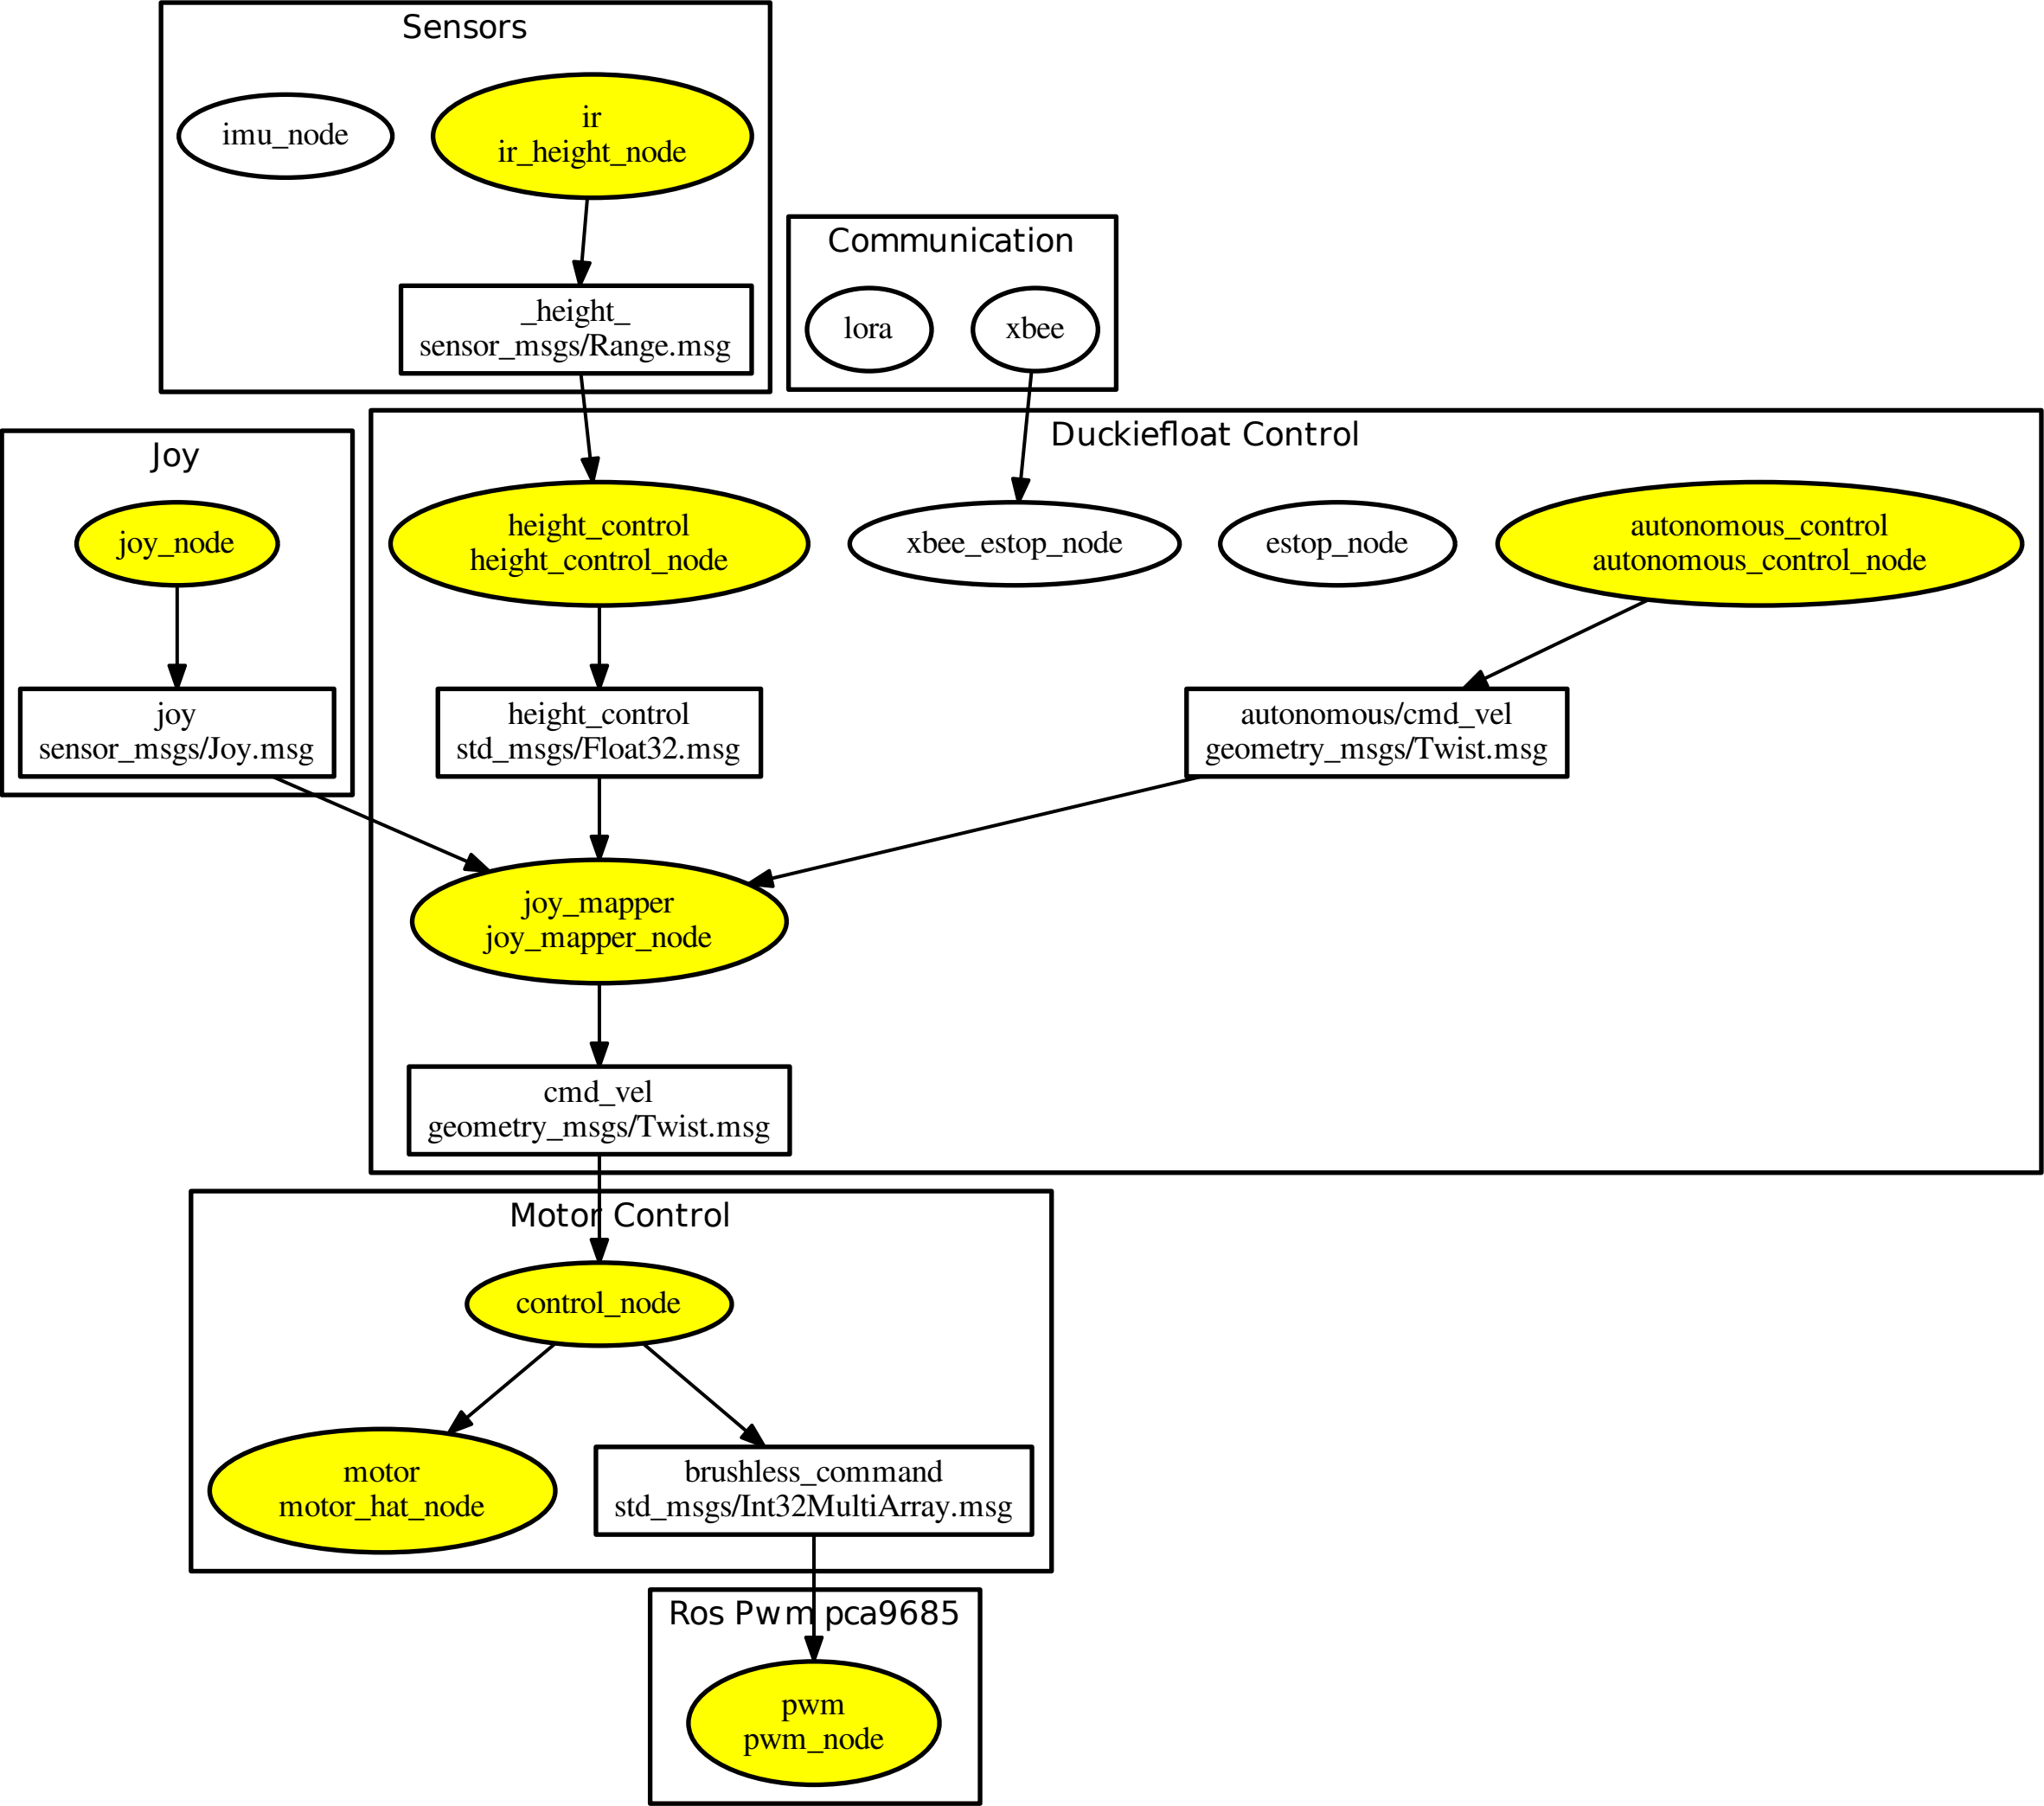 Sensors
imu_node
ir
ir_height_node
_height_
sensor_msgs/Range.msg
Communication
lora
xbee
Joy
joy_node
joy
sensor_msgs/Joy.msg
Duckiefloat Control
height_control
height_control_node
xbee_estop_node
estop_node
autonomous_control
autonomous_control_node
height_control
std_msgs/Float32.msg
autonomous/cmd_vel
geometry_msgs/Twist.msg
joy_mapper
joy_mapper_node
cmd_vel
geometry_msgs/Twist.msg
Motor Control
control_node
motor
motor_hat_node
brushless_command
std_msgs/Int32MultiArray.msg
Ros Pwm pca9685
pwm
pwm_node